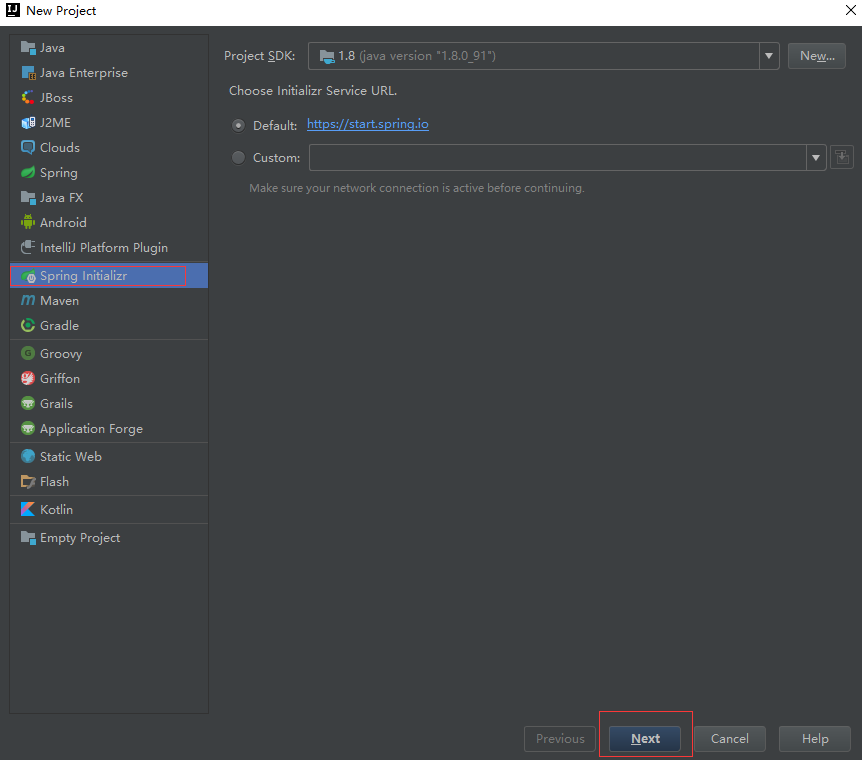 New Project
Java
Java Enterprise
JBoss
J2ME
Clouds
Spring
Java FX
Android
IntelliJ Platform Plugin
Spring Initializr
Maven
Gradle
Groovy
Griffon
Grails
Application Forge
Static Web
Flash
Kotlin
Empty Project
Project SDK: 1.8 (java version "1.8.0_91") New...
Choose Initializr Service URL.
Default: https://start.spring.io
Custom:
Make sure your network connection is active before continuing.
Previous Next Cancel Help